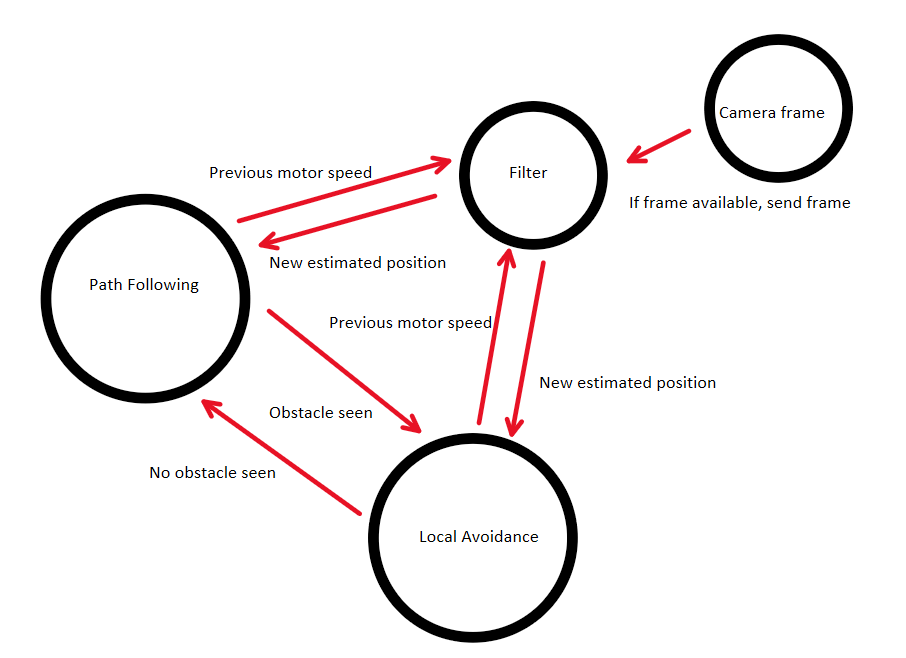 Camera frame
Previous motor speed
Filter
If frame available, send frame
New estimated position
Path Following
Previous motor speed
New estimated position
Obstacle seen
No obstacle seen
Local Avoidance